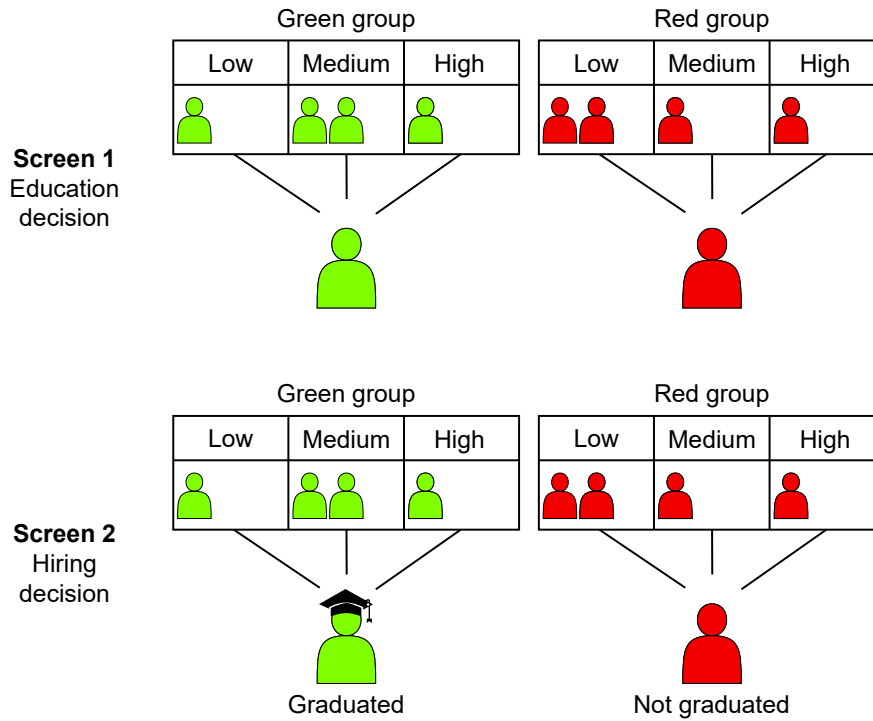 Green group Red group
Low Medium High Low Medium High
Screen 1
Education
decision
Green group Red group
Low Medium High Low Medium High
Screen 2
Hiring
decision
Graduated Not graduated